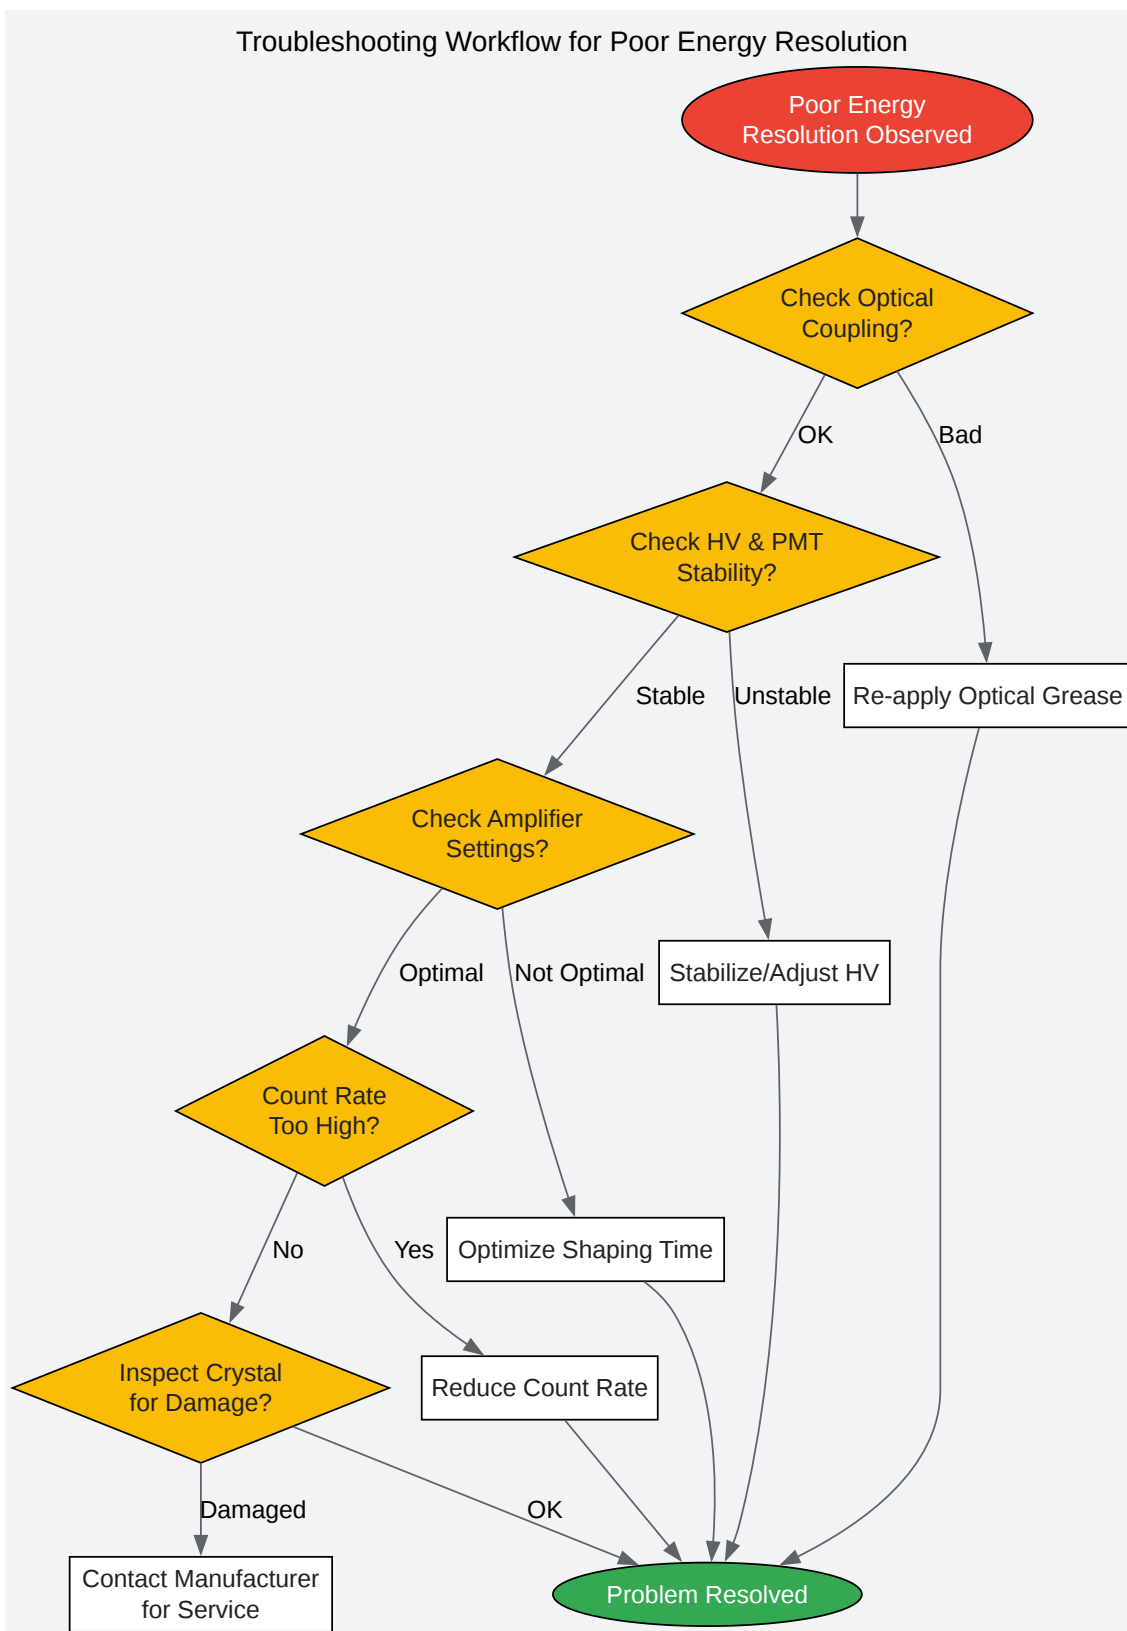 Troubleshooting Workflow for Poor Energy Resolution
Poor Energy
Resolution Observed
Check Optical
Coupling?
OK
Bad
Check HV & PMT
Stability?
Stable
Unstable
Re-apply Optical Grease
Check Amplifier
Settings?
Optimal
Not Optimal
Stabilize/Adjust HV
Count Rate
Too High?
No
Yes
Optimize Shaping Time
Inspect Crystal
for Damage?
Reduce Count Rate
Damaged
OK
Contact Manufacturer
for Service
Problem Resolved